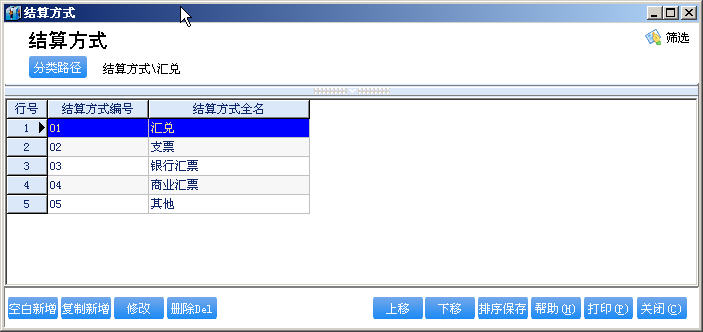 结算方式
结算方式
筛选
分类路径 结算方式\汇兑
行号 结算方式编号 结算方式全名
1 01 汇兑
2 02 支票
3 03 银行汇票
4 04 商业汇票
5 05 其他
空白新增 复制新增 修改 删除Del 上移 下移 排序保存 帮助(H) 打印(P) 关闭(C)